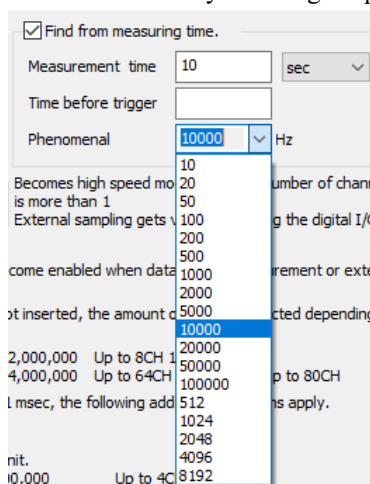 Find from measuring time.
Measurement time 10 sec
Time before trigger
Phenomenal 10000 Hz
10
Becomes high speed mo 20 umber of chann
is more than 1 50
External sampling gets 100 g the digital I/
200
500
come enabled when data 1000 rement or exte
2000
ot inserted, the amount 5000 cted depending
10000
20000
2,000,000 Up to 8CH 1 50000
4,000,000 Up to 64CH 100000 p to 80CH
512
msec, the following add s apply.
1024
2048
nit. 4096
Up to 4C 8192